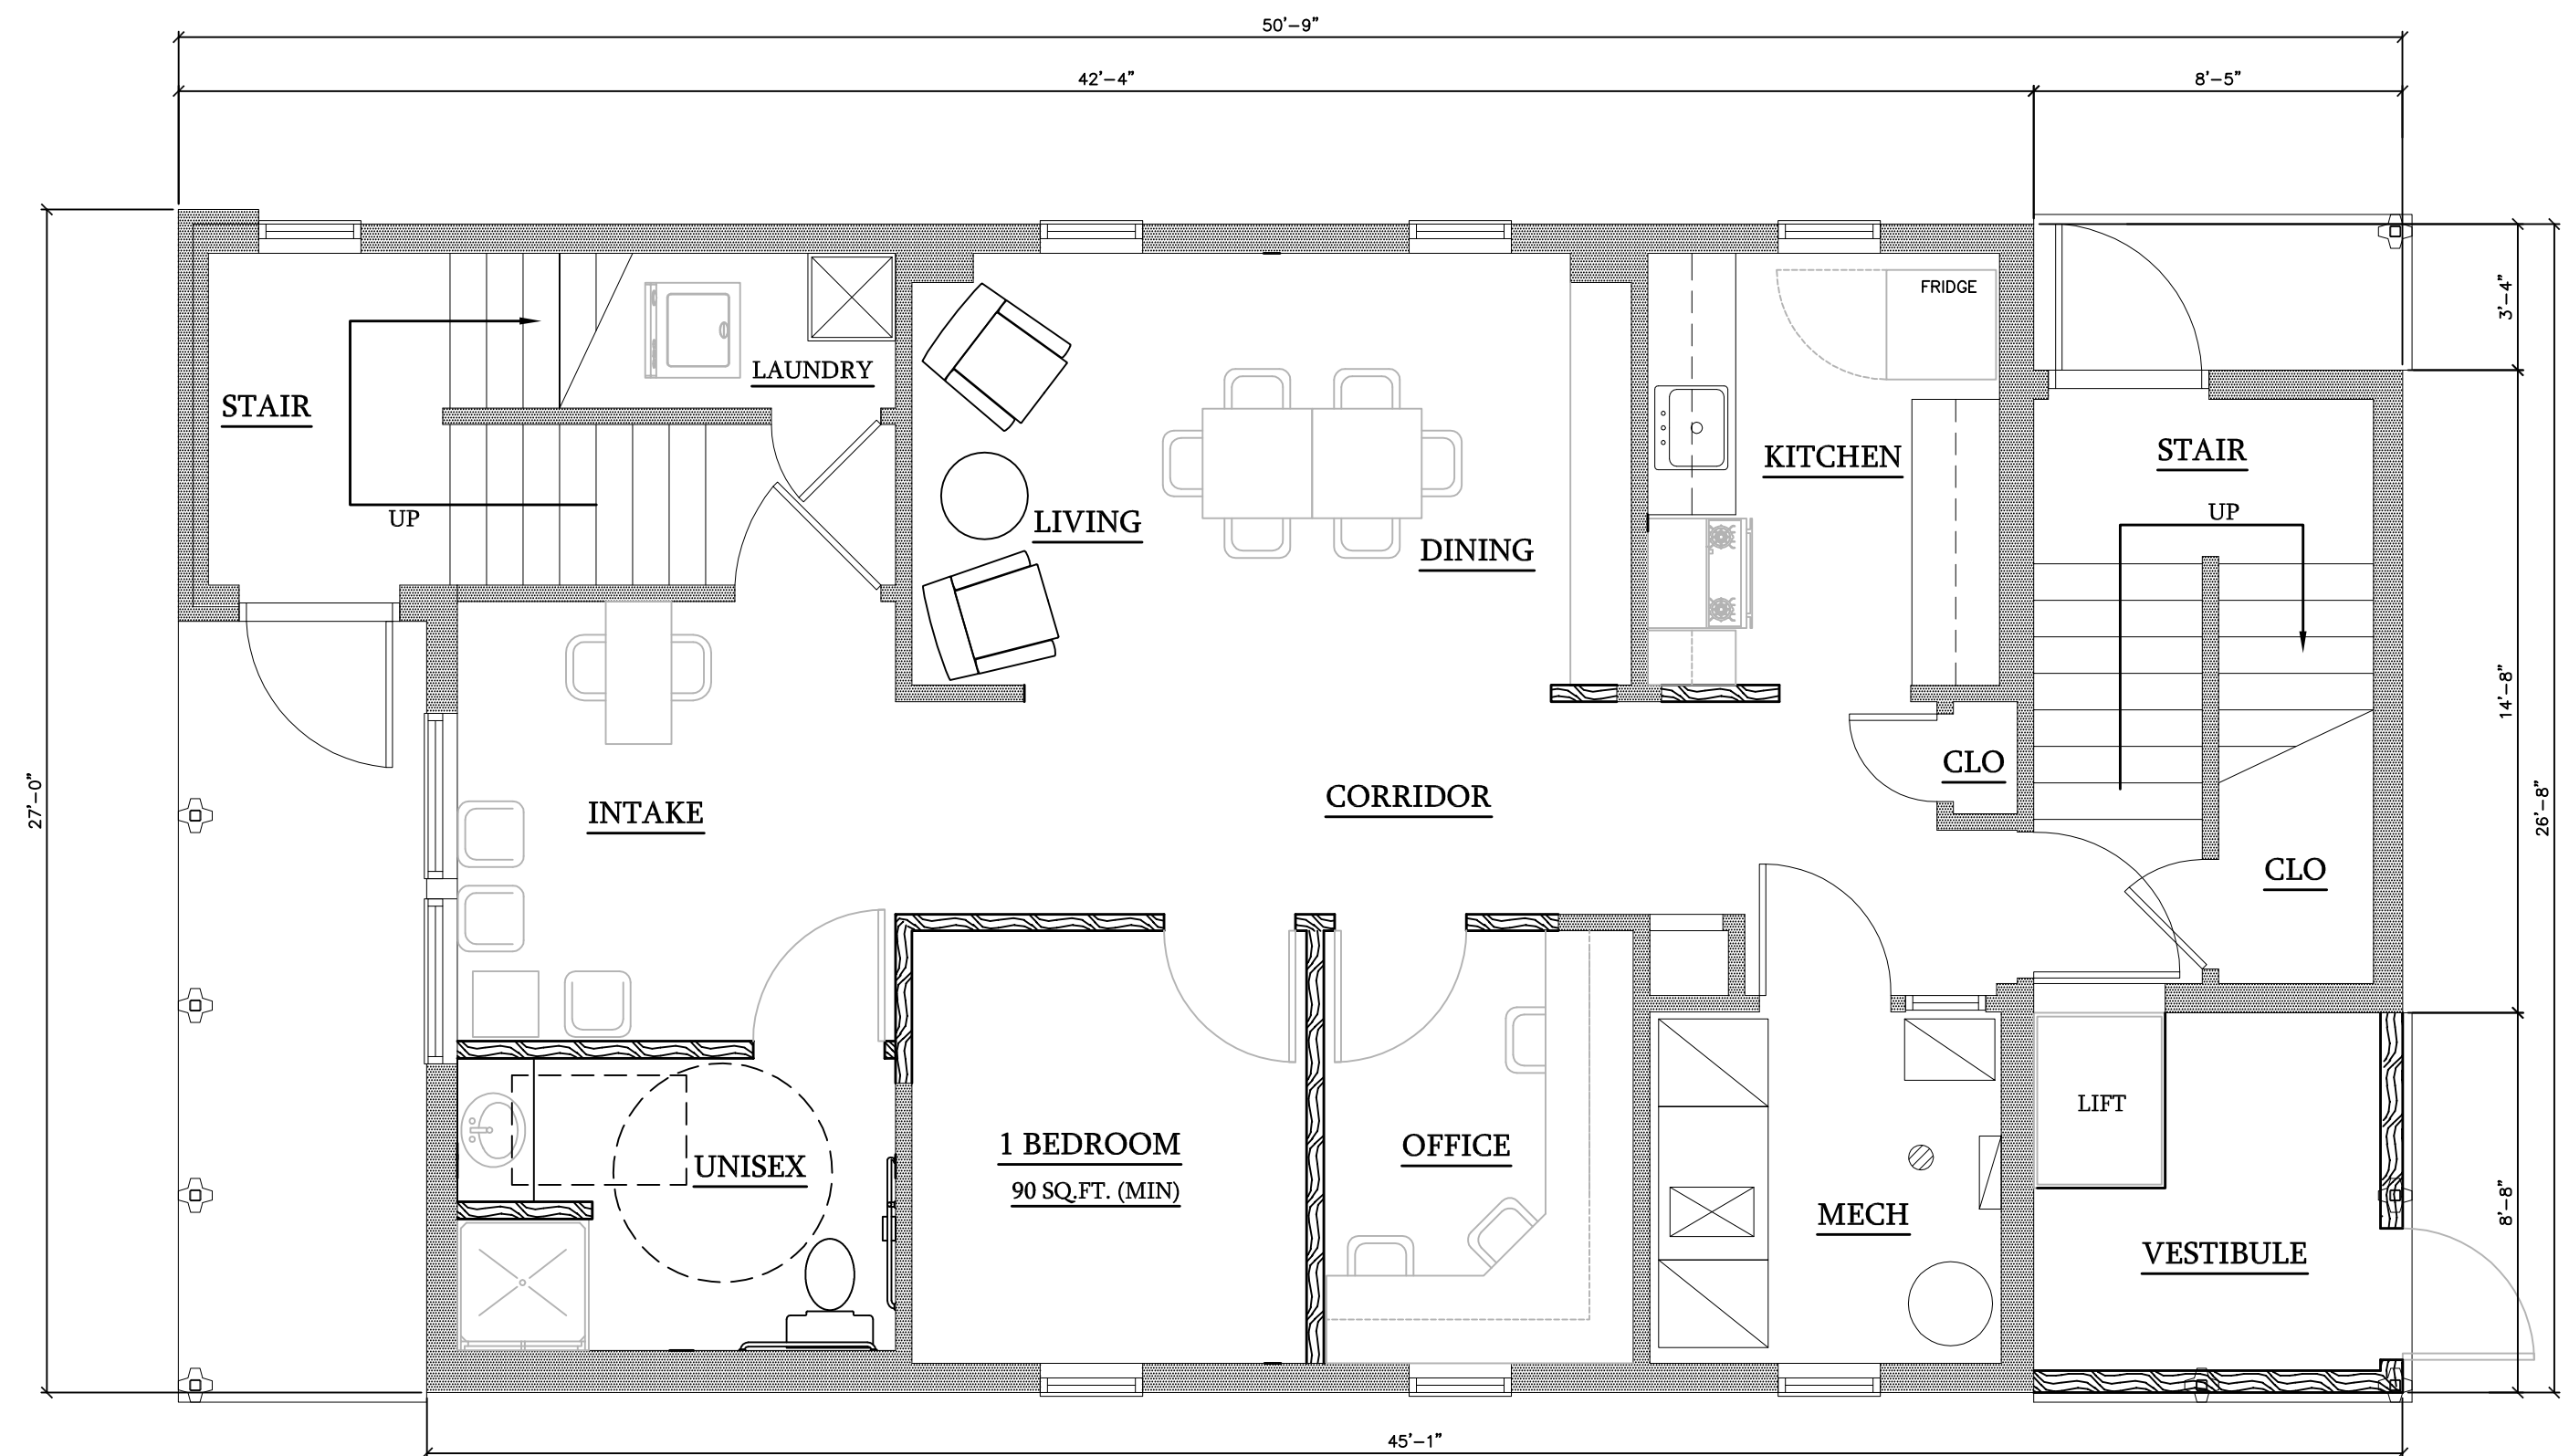 50'-9"
42'-4"
8'-5"
FRIDGE
3'-4"
LAUNDRY
STAIR
STAIR
KITCHEN
UP
LIVING
UP
DINING
14'-8"
CLO
27'-0"
INTAKE
CORRIDOR
26'-8"
CLO
LIFT
UNISEX
1 BEDROOM
90 SQ.FT. (MIN)
OFFICE
MECH
8'-8"
VESTIBULE
45'-1"